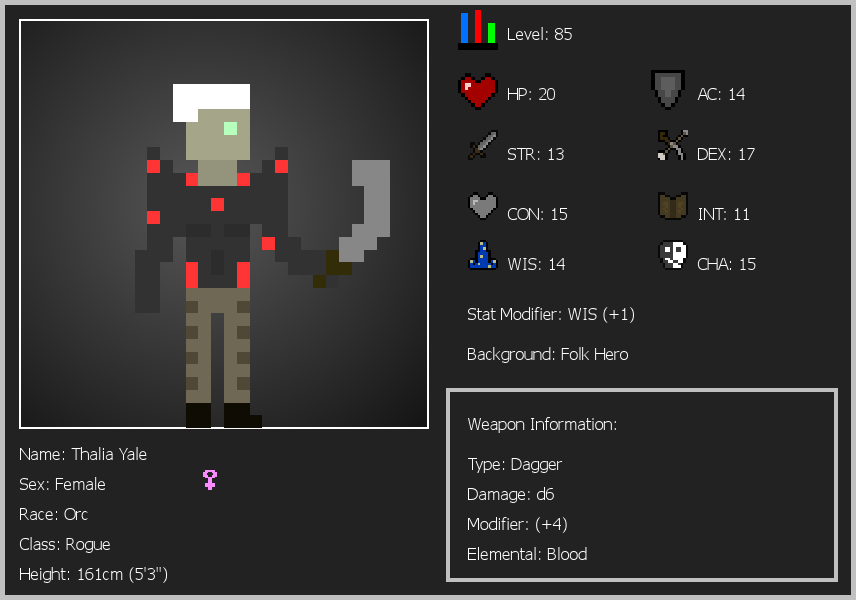 Level: 85
HP: 20
AC: 14
STR: 13
DEX: 17
CON: 15
INT: 11
WIS: 14
CHA: 15
Stat Modifier: WIS (+1)
Background: Folk Hero
Weapon Information:
Type: Dagger
Damage: d6
Modifier: (+4)
Elemental: Blood
Name: Thalia Yale
Sex: Female
Race: Orc
Class: Rogue
Height: 161cm (5'3")